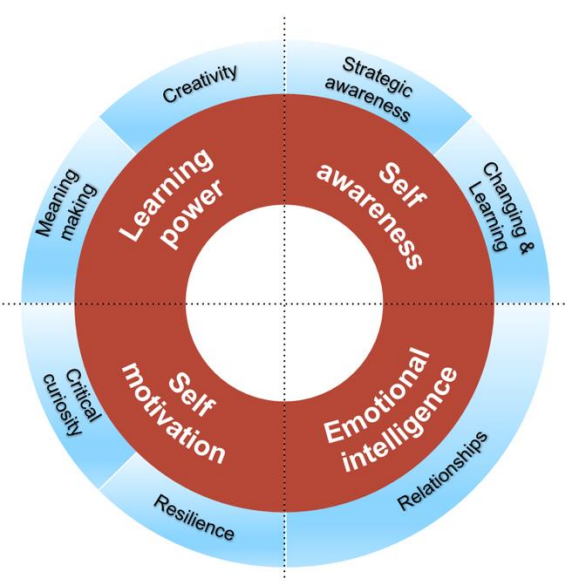 Creativity
Strategic
awareness
Meaning
making
Learning
power
Self
awareness
Changing &
Learning
Critical
curiosity
Self
motivation
Emotional
intelligence
Resilience
Relationships